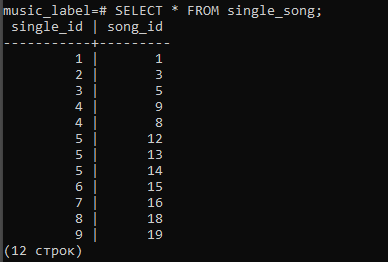 music_label=# SELECT * FROM single_song;
 single_id | song_id
-----------+---------
         1 |       1
         2 |       3
         3 |       5
         4 |       9
         4 |       8
         5 |      12
         5 |      13
         5 |      14
         6 |      15
         7 |      16
         8 |      18
         9 |      19
(12 строк)